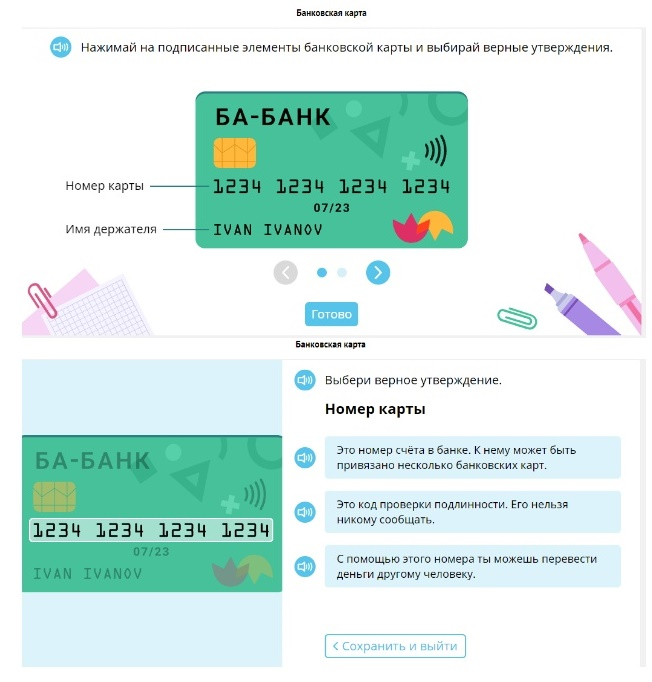 Банковская карта
Нажимай на подписанные элементы банковской карты и выбирай верные утверждения.
БА-БАНК
Номер карты
1234 1234 1234 1234
07/23
Имя держателя
IVAN IVANOV
Готово
Банковская карта
Выбери верное утверждение.
Номер карты
БА-БАНК
1234 1234 1234 1234
07/23
IVAN IVANOV
Это номер счёта в банке. К нему может быть
привязано несколько банковских карт.
Это код проверки подлинности. Его нельзя
никому сообщать.
С помощью этого номера ты можешь перевести
деньги другому человеку.
Сохранить и выйти